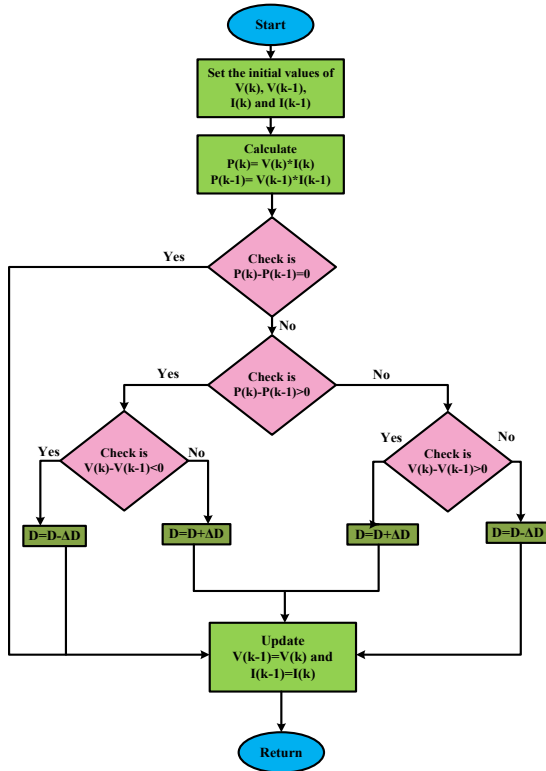 Start
Set the initial values of
V(k), V(k-1),
I(k) and I(k-1)
Calculate
P(k)= V(k)*I(k)
P(k-1)= V(k-1)*I(k-1)
Yes
Check is
P(k)-P(k-1)=0
No
Yes
Check is
P(k)-P(k-1)>0
No
Yes
Check is
V(k)-V(k-1)<0
No
Yes
Check is
V(k)-V(k-1)>0
No
D=D-ΔD
D=D+ΔD
D=D+ΔD
D=D-ΔD
Update
V(k-1)=V(k) and
I(k-1)=I(k)
Return